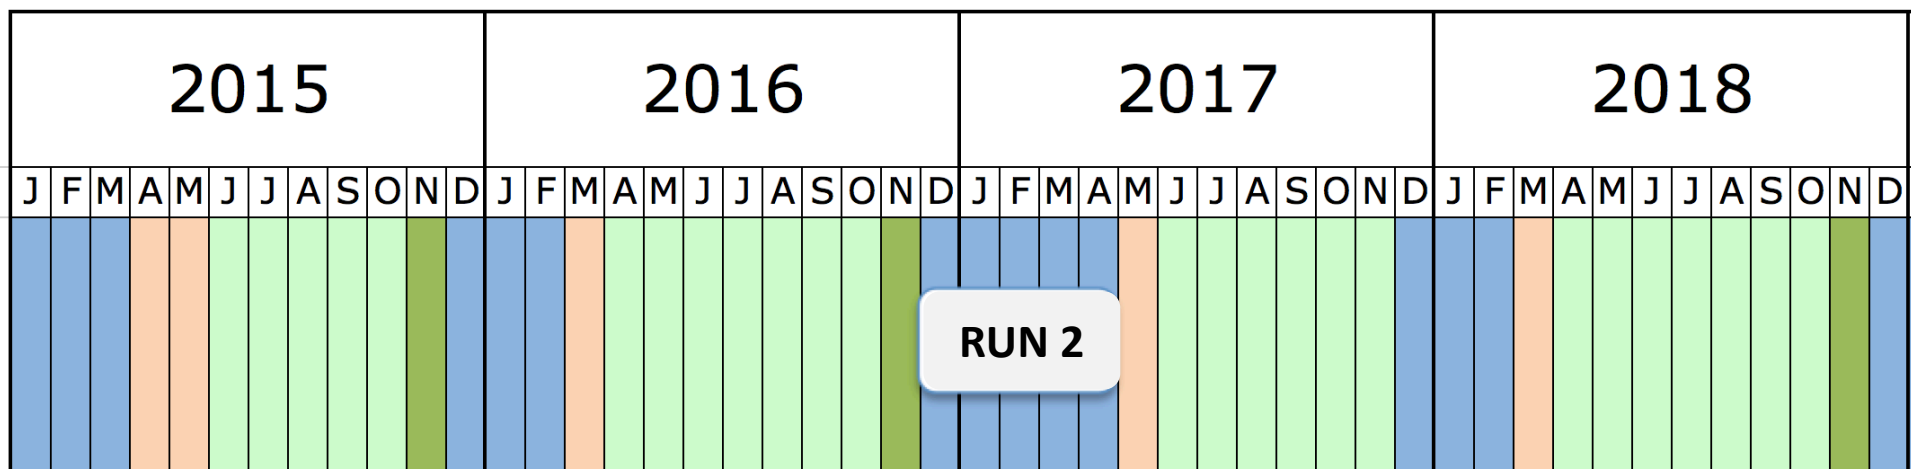 2015 2016 2017 2018
J F M A M J J A S O N D J F M A M J J A S O N D J F M A M J J A S O N D J F M A M J J A S O N D
RUN 2